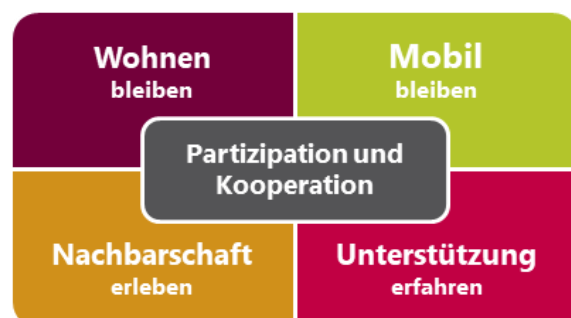 Wohnen
bleiben
Mobil
bleiben
Partizipation und
Kooperation
Nachbarschaft
erleben
Unterstützung
erfahren